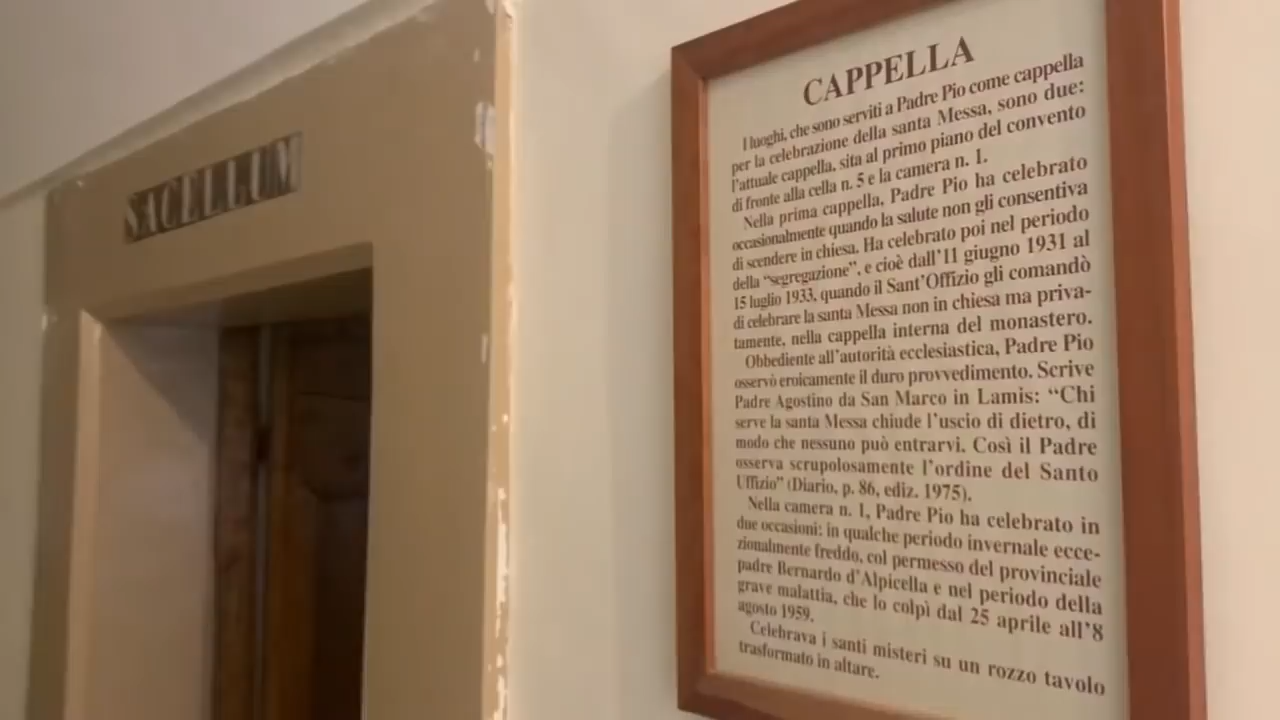 SACELLUM
CAPPELLA
I luoghi, che sono serviti a Padre Pio come cappella
per la celebrazione della santa Messa, sono due:
l'attuale cappella, sita al primo piano del convento
di fronte alla cella n. 5 e la camera n. 1.
Nella prima cappella, Padre Pio ha celebrato
occasionalmente quando la salute non gli consentiva
di scendere in chiesa. Ha celebrato poi nel periodo
della “segregazione”, e cioè dall'11 giugno 1931 al
15 luglio 1933, quando il Sant'Offizio gli comandò
di celebrare la santa Messa non in chiesa ma priva-
tamente, nella cappella interna del monastero.
Obbediente all'autorità ecclesiastica, Padre Pio
osservò eroicamente il duro provvedimento. Scrive
Padre Agostino da San Marco in Lamis: “Chi
serve la santa Messa chiude l'uscio di dietro, di
modo che nessuno può entrarvi. Così il Padre
osserva scrupolosamente l'ordine del Santo
Uffizio” (Diario, p. 86, ediz. 1975).
Nella camera n. 1, Padre Pio ha celebrato in
due occasioni: in qualche periodo invernale ecce-
zionalmente freddo, col permesso del provinciale
padre Bernardo d'Alpicella e nel periodo della
grave malattia, che lo colpì dal 25 aprile all'8
agosto 1959.
Celebrava i santi misteri su un rozzo tavolo
trasformato in altare.